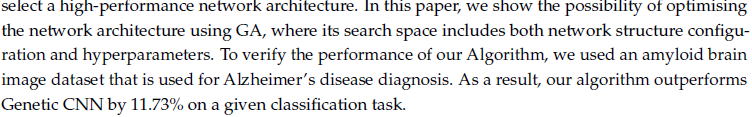 select a high-performance network architecture. In this paper, we show the possibility of optimising
the network architecture using GA, where its search space includes both network structure configu-
ration and hyperparameters. To verify the performance of our Algorithm, we used an amyloid brain
image dataset that is used for Alzheimer's disease diagnosis. As a result, our algorithm outperforms
Genetic CNN by 11.73% on a given classification task.